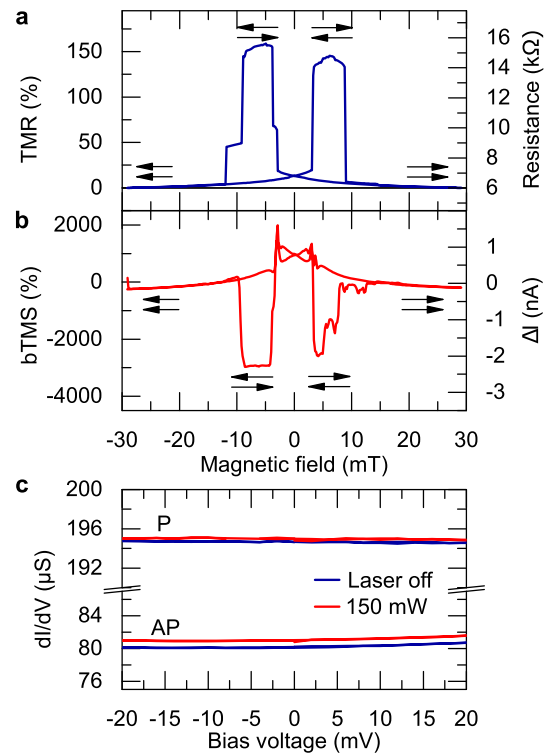 a
TMR (%)
150
100
50
0
Resistance (kΩ)
16
14
12
10
8
6
b
bTMS (%)
2000
0
-2000
-4000
ΔI (nA)
1
0
-1
-2
-3
-30 -20 -10 0 10 20 30
Magnetic field (mT)
c
dI/dV (µS)
200
196
192
84
80
76
P
AP
Laser off
150 mW
-20 -15 -10 -5 0 5 10 15 20
Bias voltage (mV)